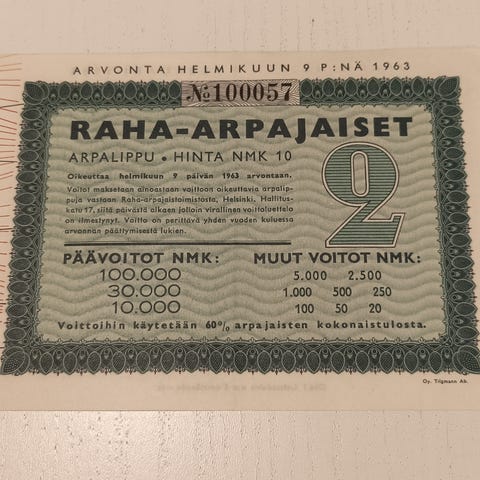 ARVONTA HELMIKUUN 9 P:NÄ 1963
No 100057
RAHA-ARPAJAISET
ARPALIPPU • HINTA NMK 10
Oikeuttaa helmikuun 9 päivän 1963 arvontaan.
Voitot maksetaan ainoastaan voittoon oikeuttavia arpalip-
puja vastaan Raha-arpajaistoimistosta, Helsinki, Hallitus-
katu 17, siitä päivästä alkaen jolloin virallinen voittoluettelo
on ilmestynyt. Voitto on perittävä yhden vuoden kuluessa
arvonnan päättymisestä lukien.
2
PÄÄVOITOT NMK:
100.000
30.000
10.000
MUUT VOITOT NMK:
5.000 2.500
1.000 500 250
100 50 20
Voittoihin käytetään 60% arpajaisten kokonaistulosta.
Oy. Tilgmann Ab.